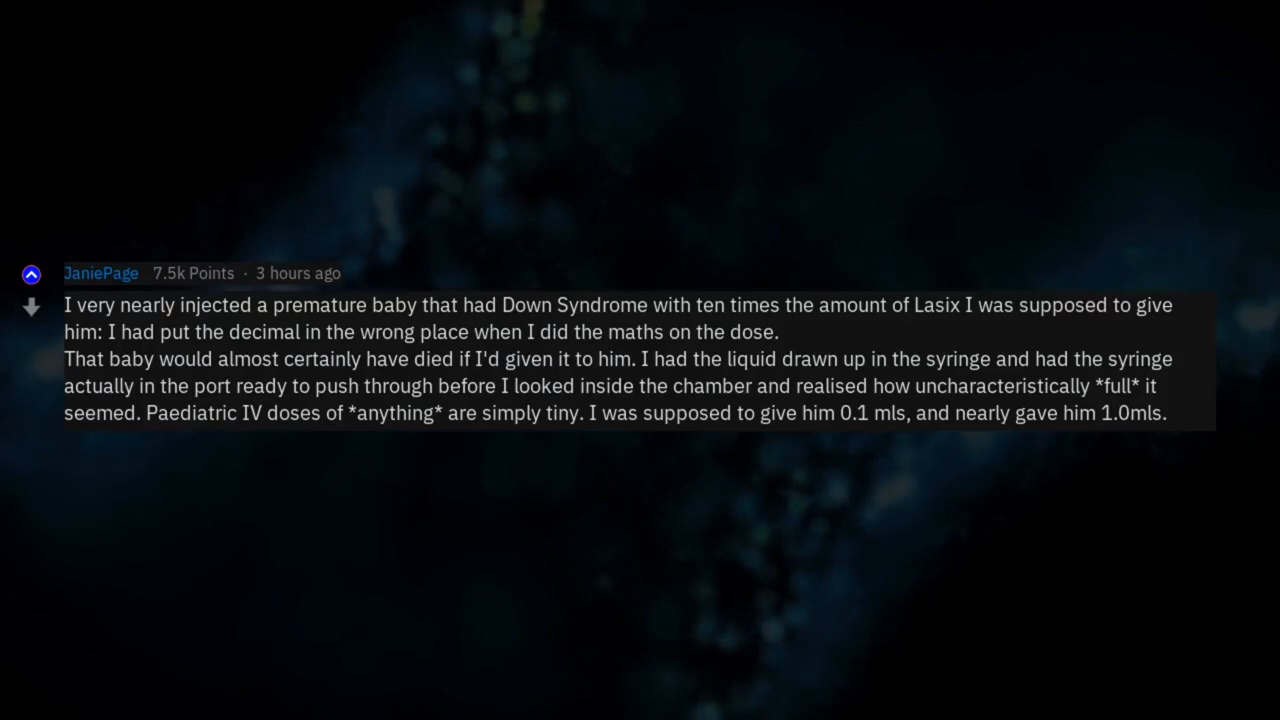 JaniePage 7.5k Points · 3 hours ago
I very nearly injected a premature baby that had Down Syndrome with ten times the amount of Lasix I was supposed to give
him: I had put the decimal in the wrong place when I did the maths on the dose.
That baby would almost certainly have died if I'd given it to him. I had the liquid drawn up in the syringe and had the syringe
actually in the port ready to push through before I looked inside the chamber and realised how uncharacteristically *full* it
seemed. Paediatric IV doses of *anything* are simply tiny. I was supposed to give him 0.1 mls, and nearly gave him 1.0mls.